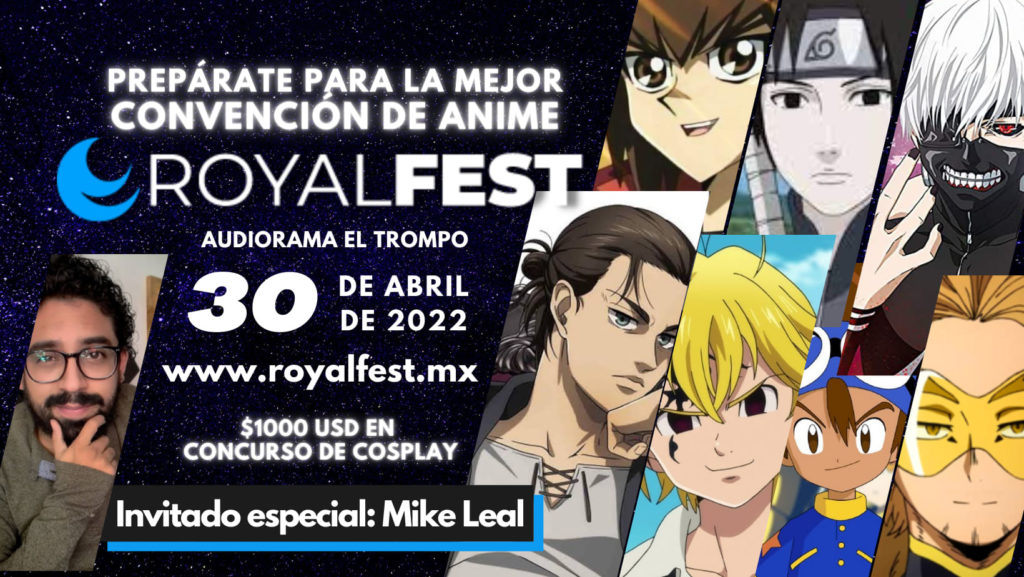 PREPÁRATE PARA LA MEJOR
CONVENCIÓN DE ANIME
ROYALFEST
AUDIORAMA EL TROMPO
30 DE ABRIL
DE 2022
www.royalfest.mx
$1000 USD EN
CONCURSO DE COSPLAY
Invitado especial: Mike Leal